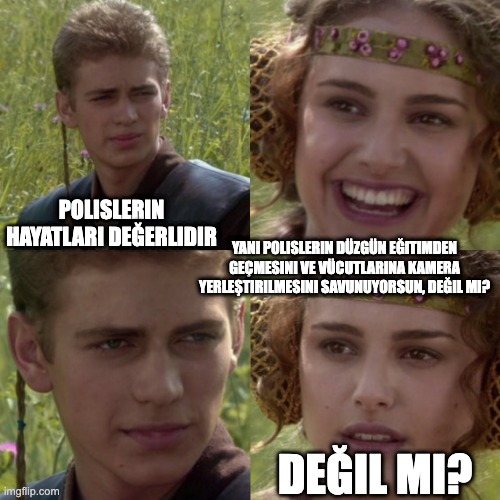 POLISLERIN
HAYATLARI DEĞERLIDIR
YANI POLISLERIN DÜZGÜN EĞITIMDEN
GEÇMESINI VE VÜCUTLARINA KAMERA
YERLEŞTIRILMESINI SAVUNUYORSUN, DEĞIL MI?
DEĞIL MI?
imgflip.com